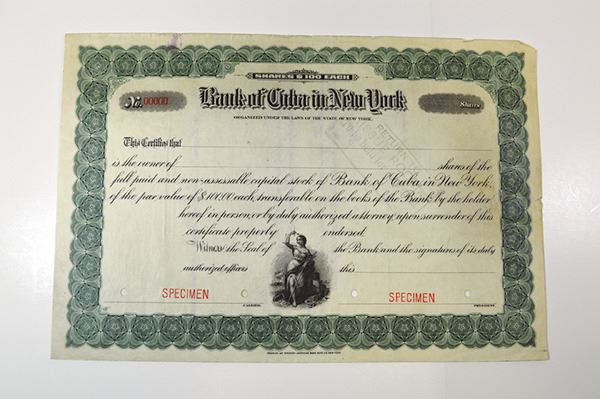 SHARES $100 EACH
No. 00000
Bank of Cuba in New York
Shares
ORGANIZED UNDER THE LAWS OF THE STATE OF NEW YORK.
This Certifies that
is the owner of shares of the
full paid and non-assessable capital stock of Bank of Cuba in New York,
of the par value of $100.00 each, transferable on the books of the Bank by the holder
hereof in person, or by duly authorized attorney, upon surrender of this
certificate properly endorsed.
Witness the Seal of the Bank and the signatures of its duly
authorized officers this
SPECIMEN
SPECIMEN
CASHIER.
PRESIDENT.